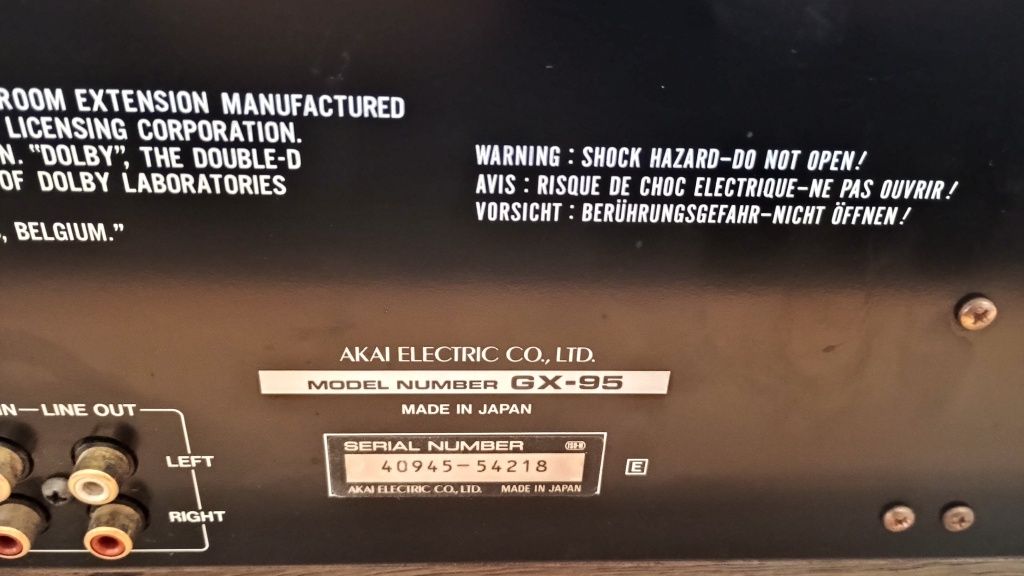 ROOM EXTENSION MANUFACTURED
LICENSING CORPORATION.
N. "DOLBY", THE DOUBLE-D
OF DOLBY LABORATORIES
, BELGIUM."
WARNING : SHOCK HAZARD–DO NOT OPEN!
AVIS : RISQUE DE CHOC ELECTRIQUE–NE PAS OUVRIR!
VORSICHT : BERÜHRUNGSGEFAHR–NICHT ÖFFNEN!
AKAI ELECTRIC CO., LTD.
MODEL NUMBER GX-95
MADE IN JAPAN
IN—LINE OUT
LEFT
RIGHT
SERIAL NUMBER
40945-54218
AKAI ELECTRIC CO., LTD. MADE IN JAPAN
E